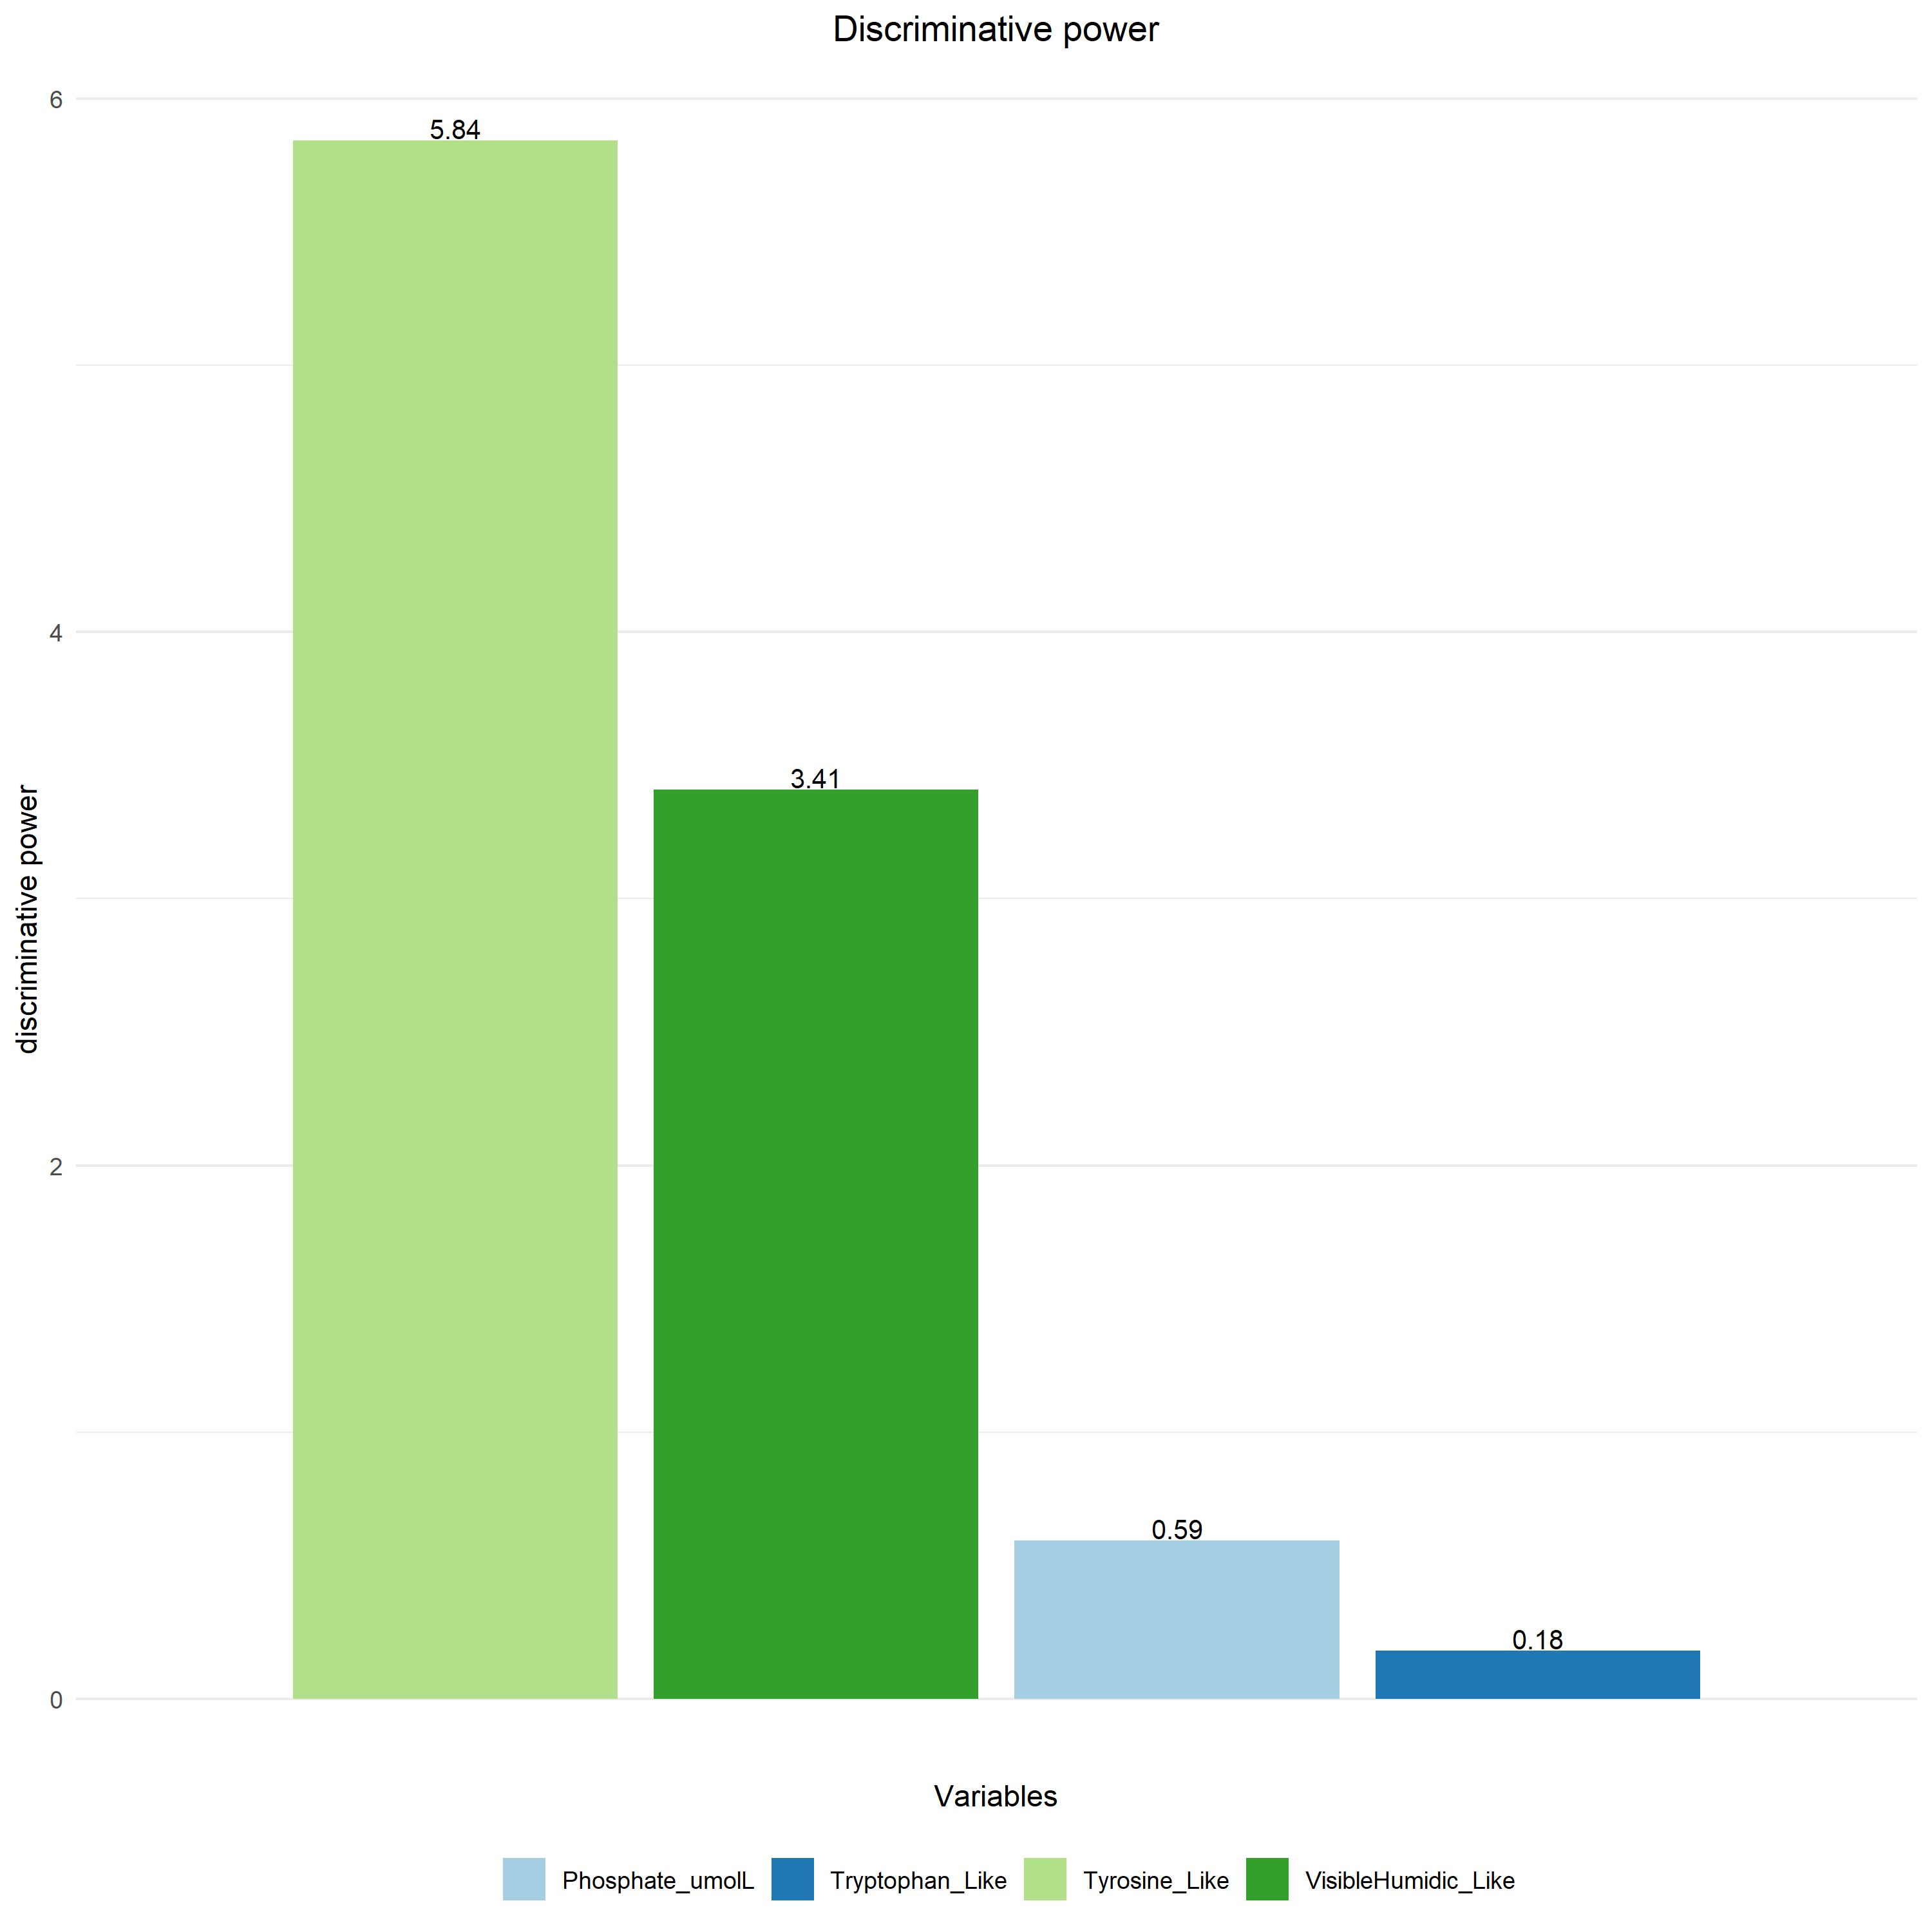 Discriminative power
6
5.84
6
4
3.41
discriminative power
2
0.59
0.18
0
Variables
Phosphate_umolL Tryptophan_Like Tyrosine_Like VisibleHumidic_Like